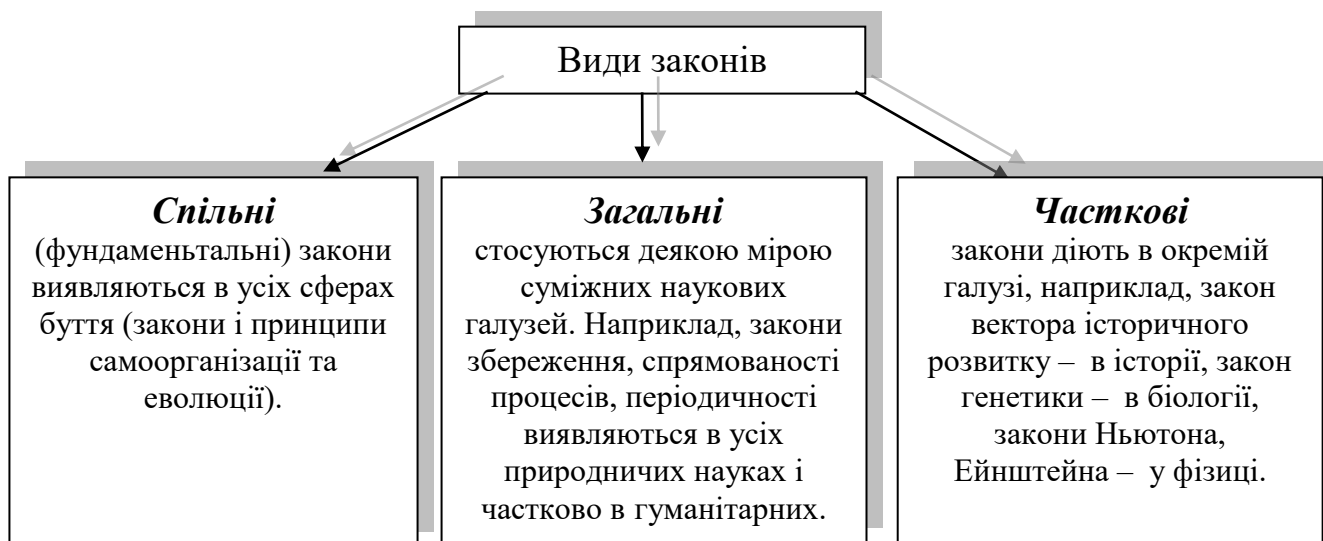 Види законів
Спільні
(фундаменьтальні) закони
виявляються в усіх сферах
буття (закони і принципи
самоорганізації та
еволюції).
Загальні
стосуються деякою мірою
суміжних наукових
галузей. Наприклад, закони
збереження, спрямованості
процесів, періодичності
виявляються в усіх
природничих науках і
частково в гуманітарних.
Часткові
закони діють в окремій
галузі, наприклад, закон
вектора історичного
розвитку – в історії, закон
генетики – в біології,
закони Ньютона,
Ейнштейна – у фізиці.